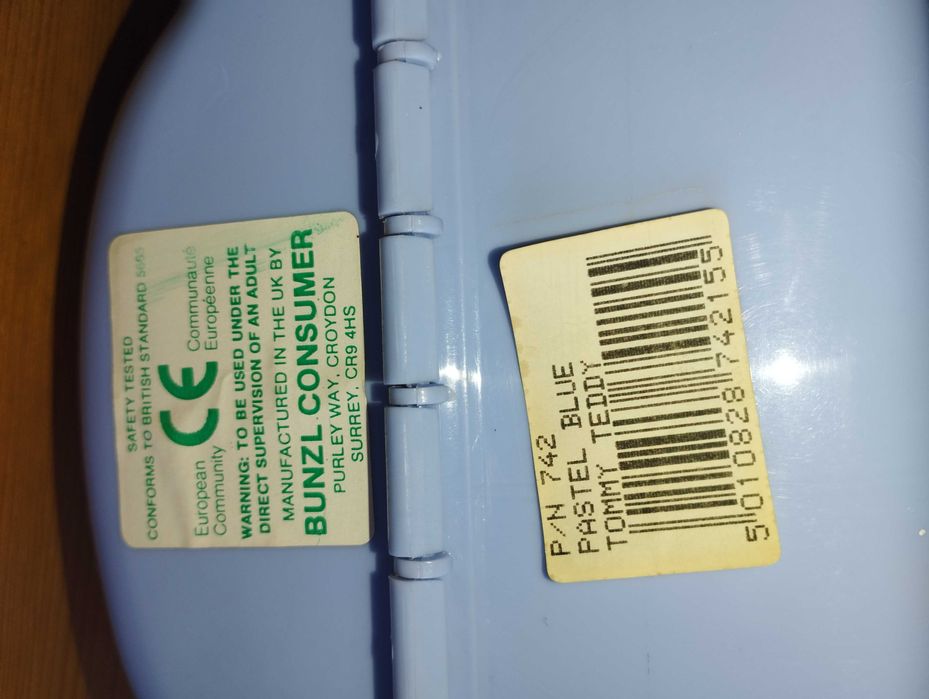 SAFETY TESTED
CONFORMS TO BRITISH STANDARD 5665
European
Community
CE
Communauté
Européenne
WARNING: TO BE USED UNDER THE
DIRECT SUPERVISION OF AN ADULT
MANUFACTURED IN THE UK BY
BUNZL.CONSUMER
PURLEY WAY, CROYDON
SURREY, CR9 4HS
P/N 742
PASTEL BLUE
TOMMY TEDDY
5 010828 742155